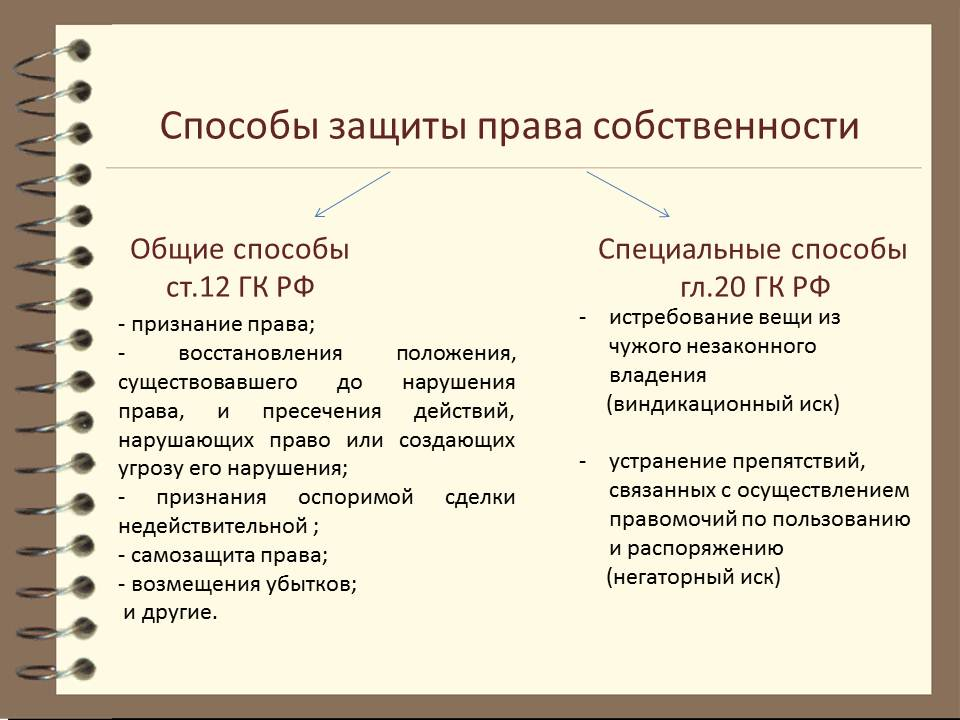 Способы защиты права собственности
Общие способы
ст.12 ГК РФ
- признание права;
- восстановления положения,
существовавшего до нарушения
права, и пресечения действий,
нарушающих право или создающих
угрозу его нарушения;
- признания оспоримой сделки
недействительной ;
- самозащита права;
- возмещения убытков;
и другие.
Специальные способы
гл.20 ГК РФ
- истребование вещи из
чужого незаконного
владения
(виндикационный иск)
- устранение препятствий,
связанных с осуществлением
правомочий по пользованию
и распоряжению
(негаторный иск)